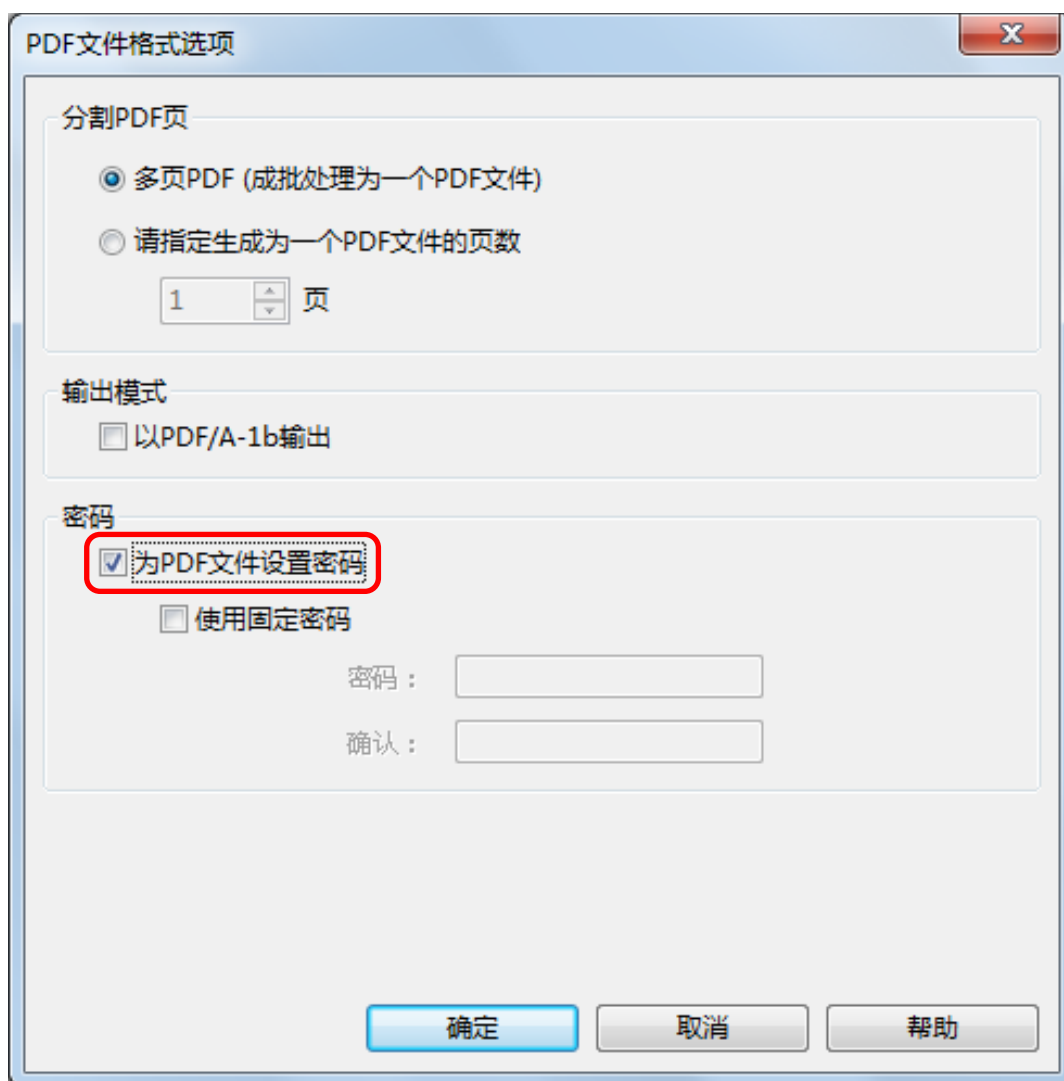 PDF文件格式选项
分割PDF页
多页PDF (成批处理为一个PDF文件)
请指定生成为一个PDF文件的页数
1 页
输出模式
以PDF/A-1b输出
密码
为PDF文件设置密码
使用固定密码
密码：
确认：
确定 取消 帮助